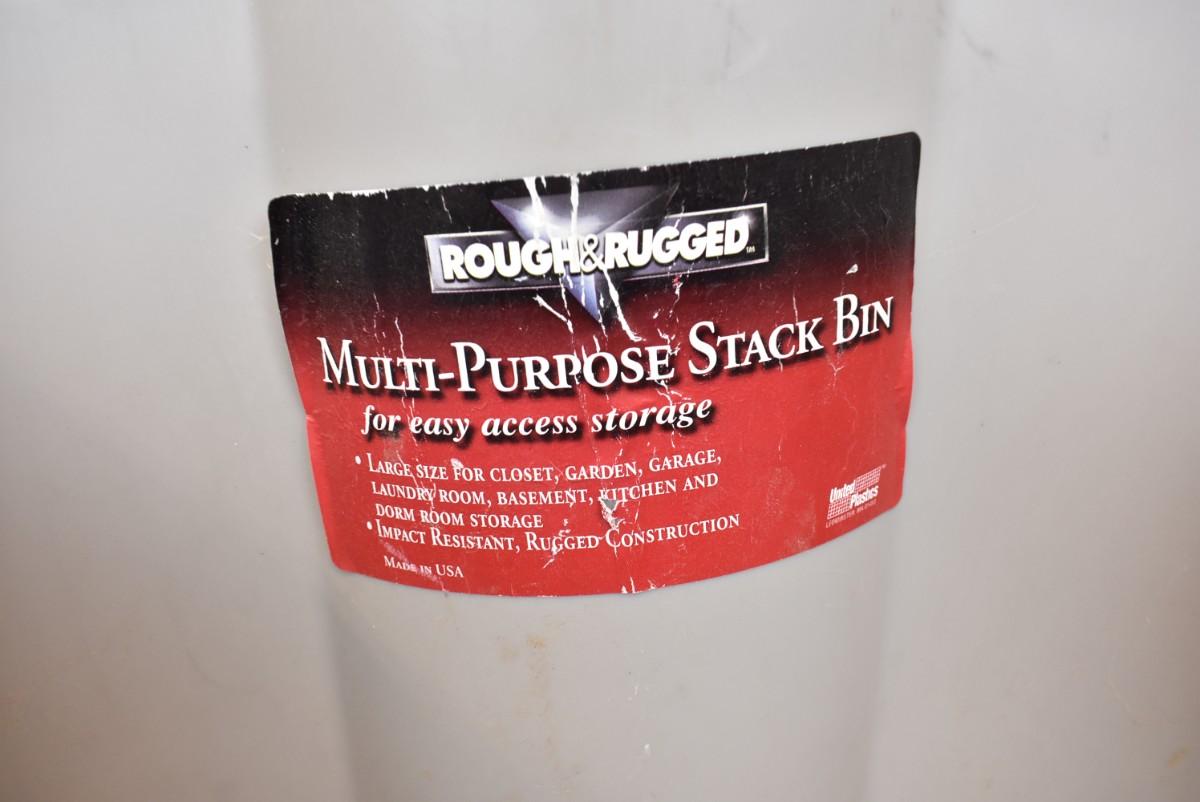 ROUGH&RUGGED™
MULTI-PURPOSE STACK BIN
for easy access storage
• LARGE SIZE FOR CLOSET, GARDEN, GARAGE,
LAUNDRY ROOM, BASEMENT, KITCHEN AND
DORM ROOM STORAGE
• IMPACT RESISTANT, RUGGED CONSTRUCTION
MADE IN USA
United
Plastics